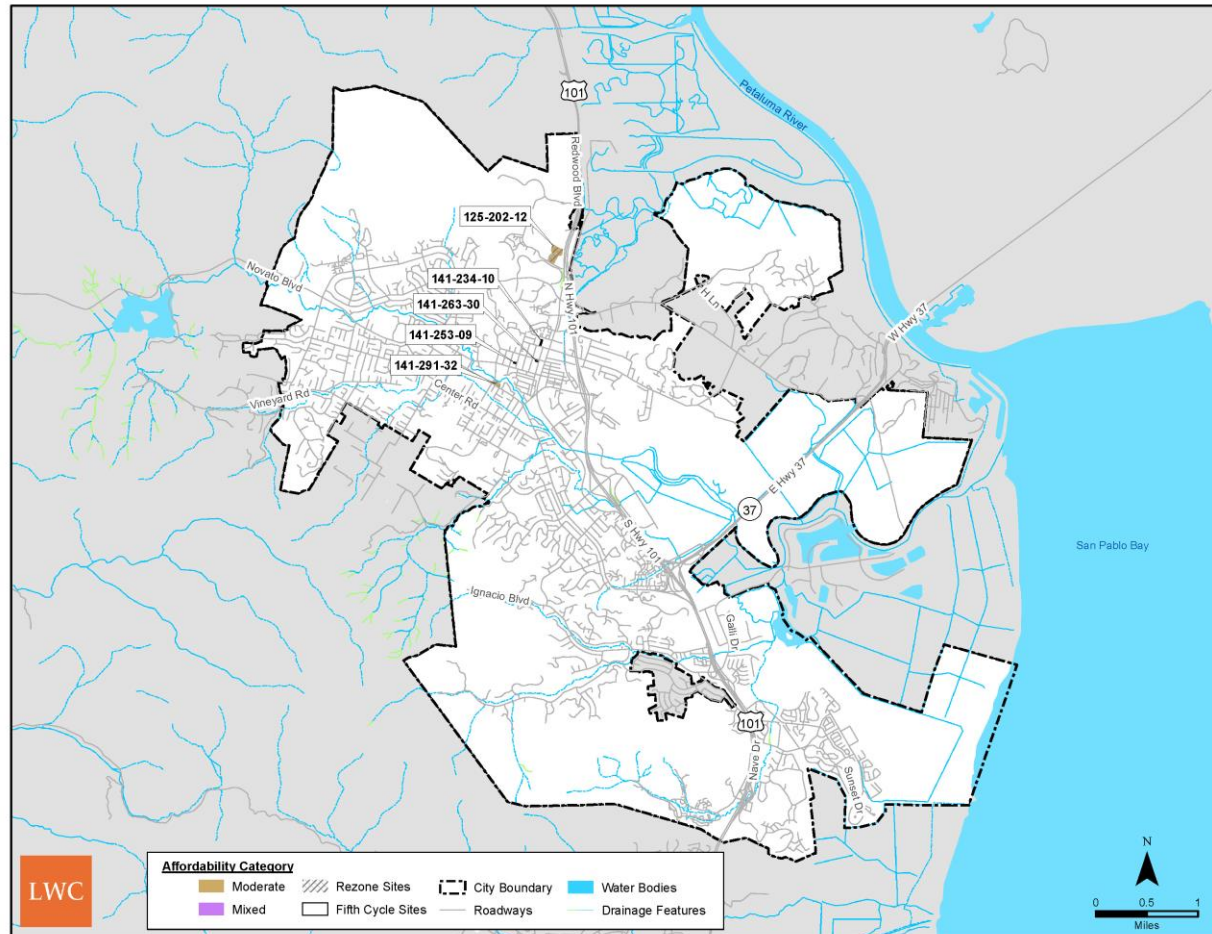 101
Petaluma River
Redwood Blvd
125-202-12
Novato Blvd
141-234-10
N Hwy 101
H Ln
W Hwy 37
141-263-30
141-253-09
141-291-32
Center Rd
Vineyard Rd
E Hwy 37
37
S Hwy 101
San Pablo Bay
Ignacio Blvd
Galli Dr
101
Nave Dr
Sunset Dr
LWC
Affordability Category
Moderate
Rezone Sites
City Boundary
Water Bodies
Mixed
Fifth Cycle Sites
Roadways
Drainage Features
N
0 0.5 1
Miles